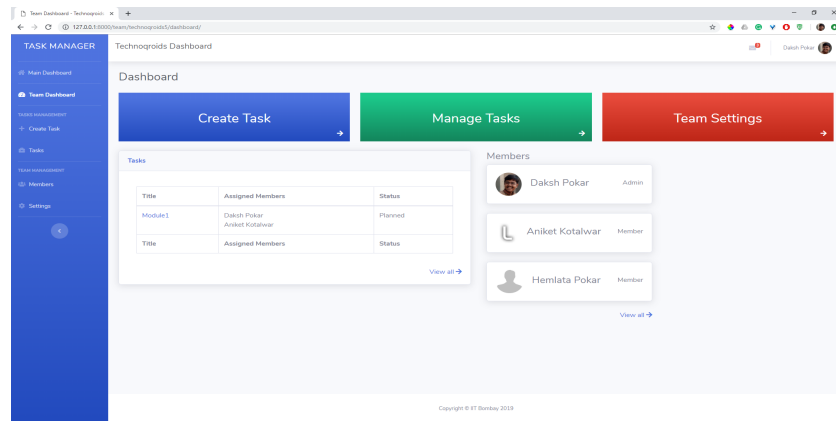 Team Dashboard - Technoqroids
127.0.0.1:6000/team/technoqroids5/dashboard/
TASK MANAGER
Technoqroids Dashboard
Daksh Pokar
Main Dashboard
Team Dashboard
TASKS MANAGEMENT
Create Task
Tasks
TEAM MANAGEMENT
Members
Settings
Dashboard
Create Task
Manage Tasks
Team Settings
Tasks
Title Assigned Members Status
Module1 Daksh Pokar Planned
Aniket Kotalwar
Title Assigned Members Status
View all
Members
Daksh Pokar Admin
L
Aniket Kotalwar Member
Hemlata Pokar Member
View all
Copyright © IIT Bombay 2019